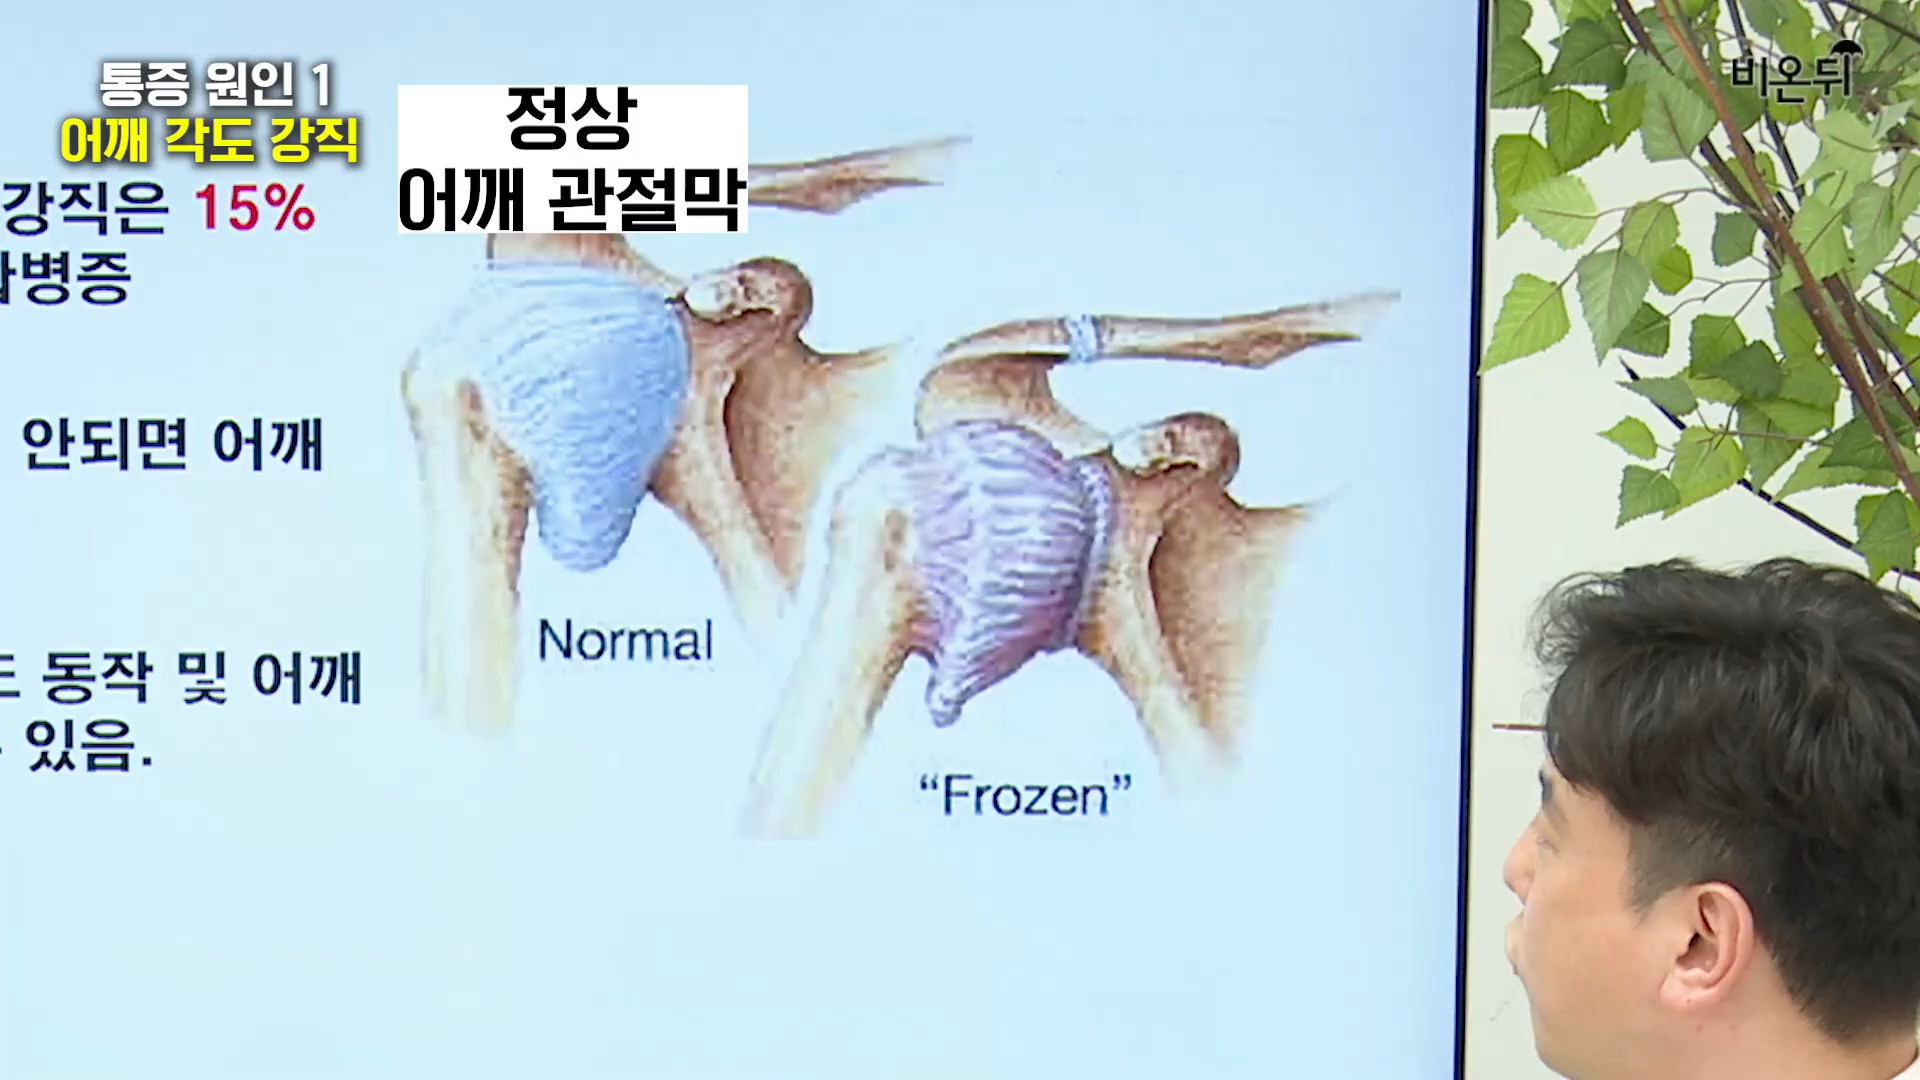 통증 원인 1
어깨 각도 강직
정상
어깨 관절막
비온뒤
강직은 15%
병증
안되면 어깨
동작 및 어깨
있음.
Normal
“Frozen”